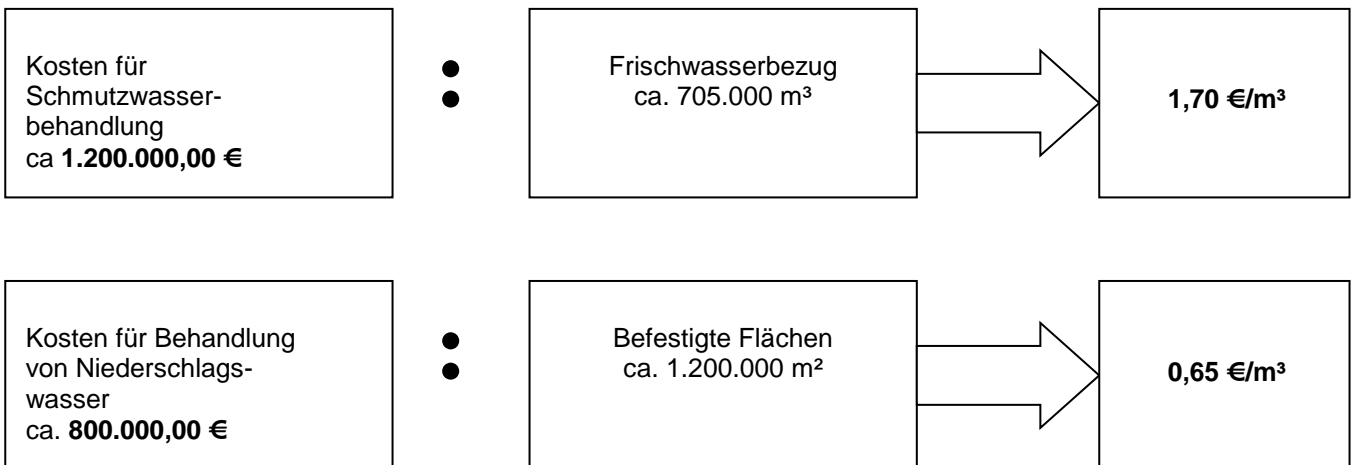 Kosten für
Schmutzwasser-
behandlung
ca 1.200.000,00 €
:
Frischwasserbezug
ca. 705.000 m³
1,70 €/m³
Kosten für Behandlung
von Niederschlags-
wasser
ca. 800.000,00 €
:
Befestigte Flächen
ca. 1.200.000 m²
0,65 €/m³